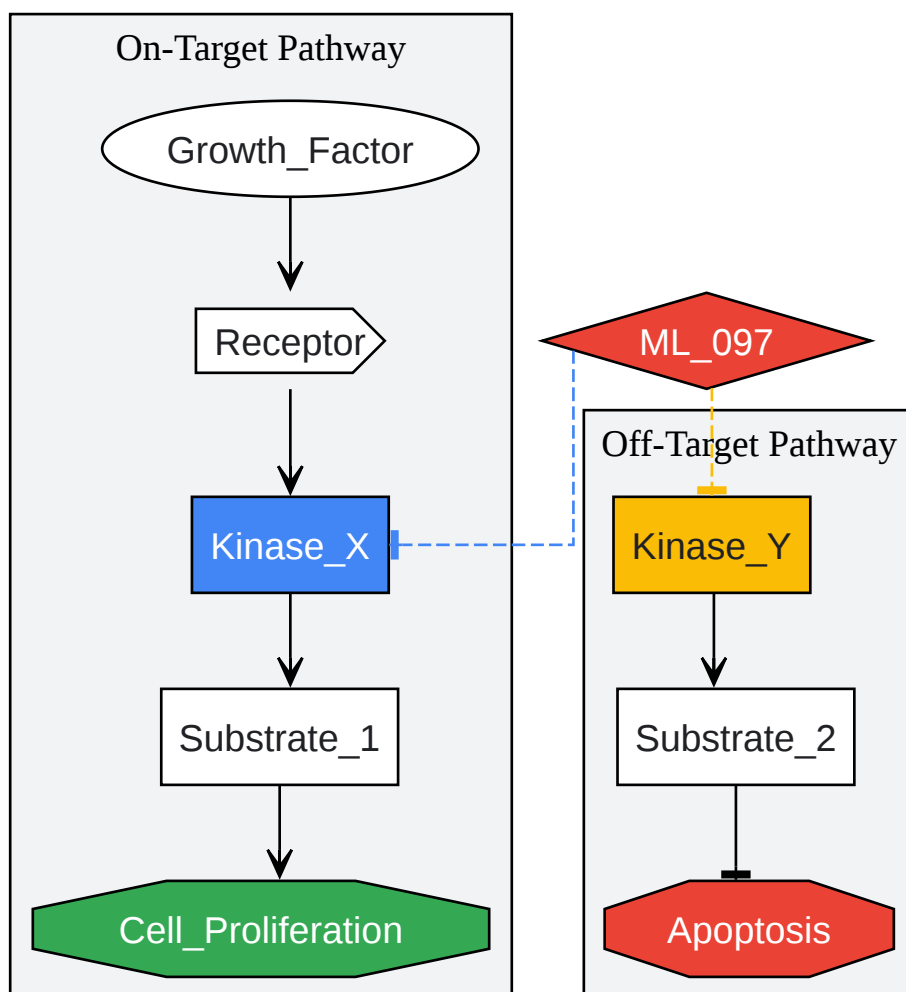 On-Target Pathway
Growth_Factor
Receptor
ML_097
Off-Target Pathway
Kinase_X
Kinase_Y
Substrate_1
Substrate_2
Cell_Proliferation
Apoptosis